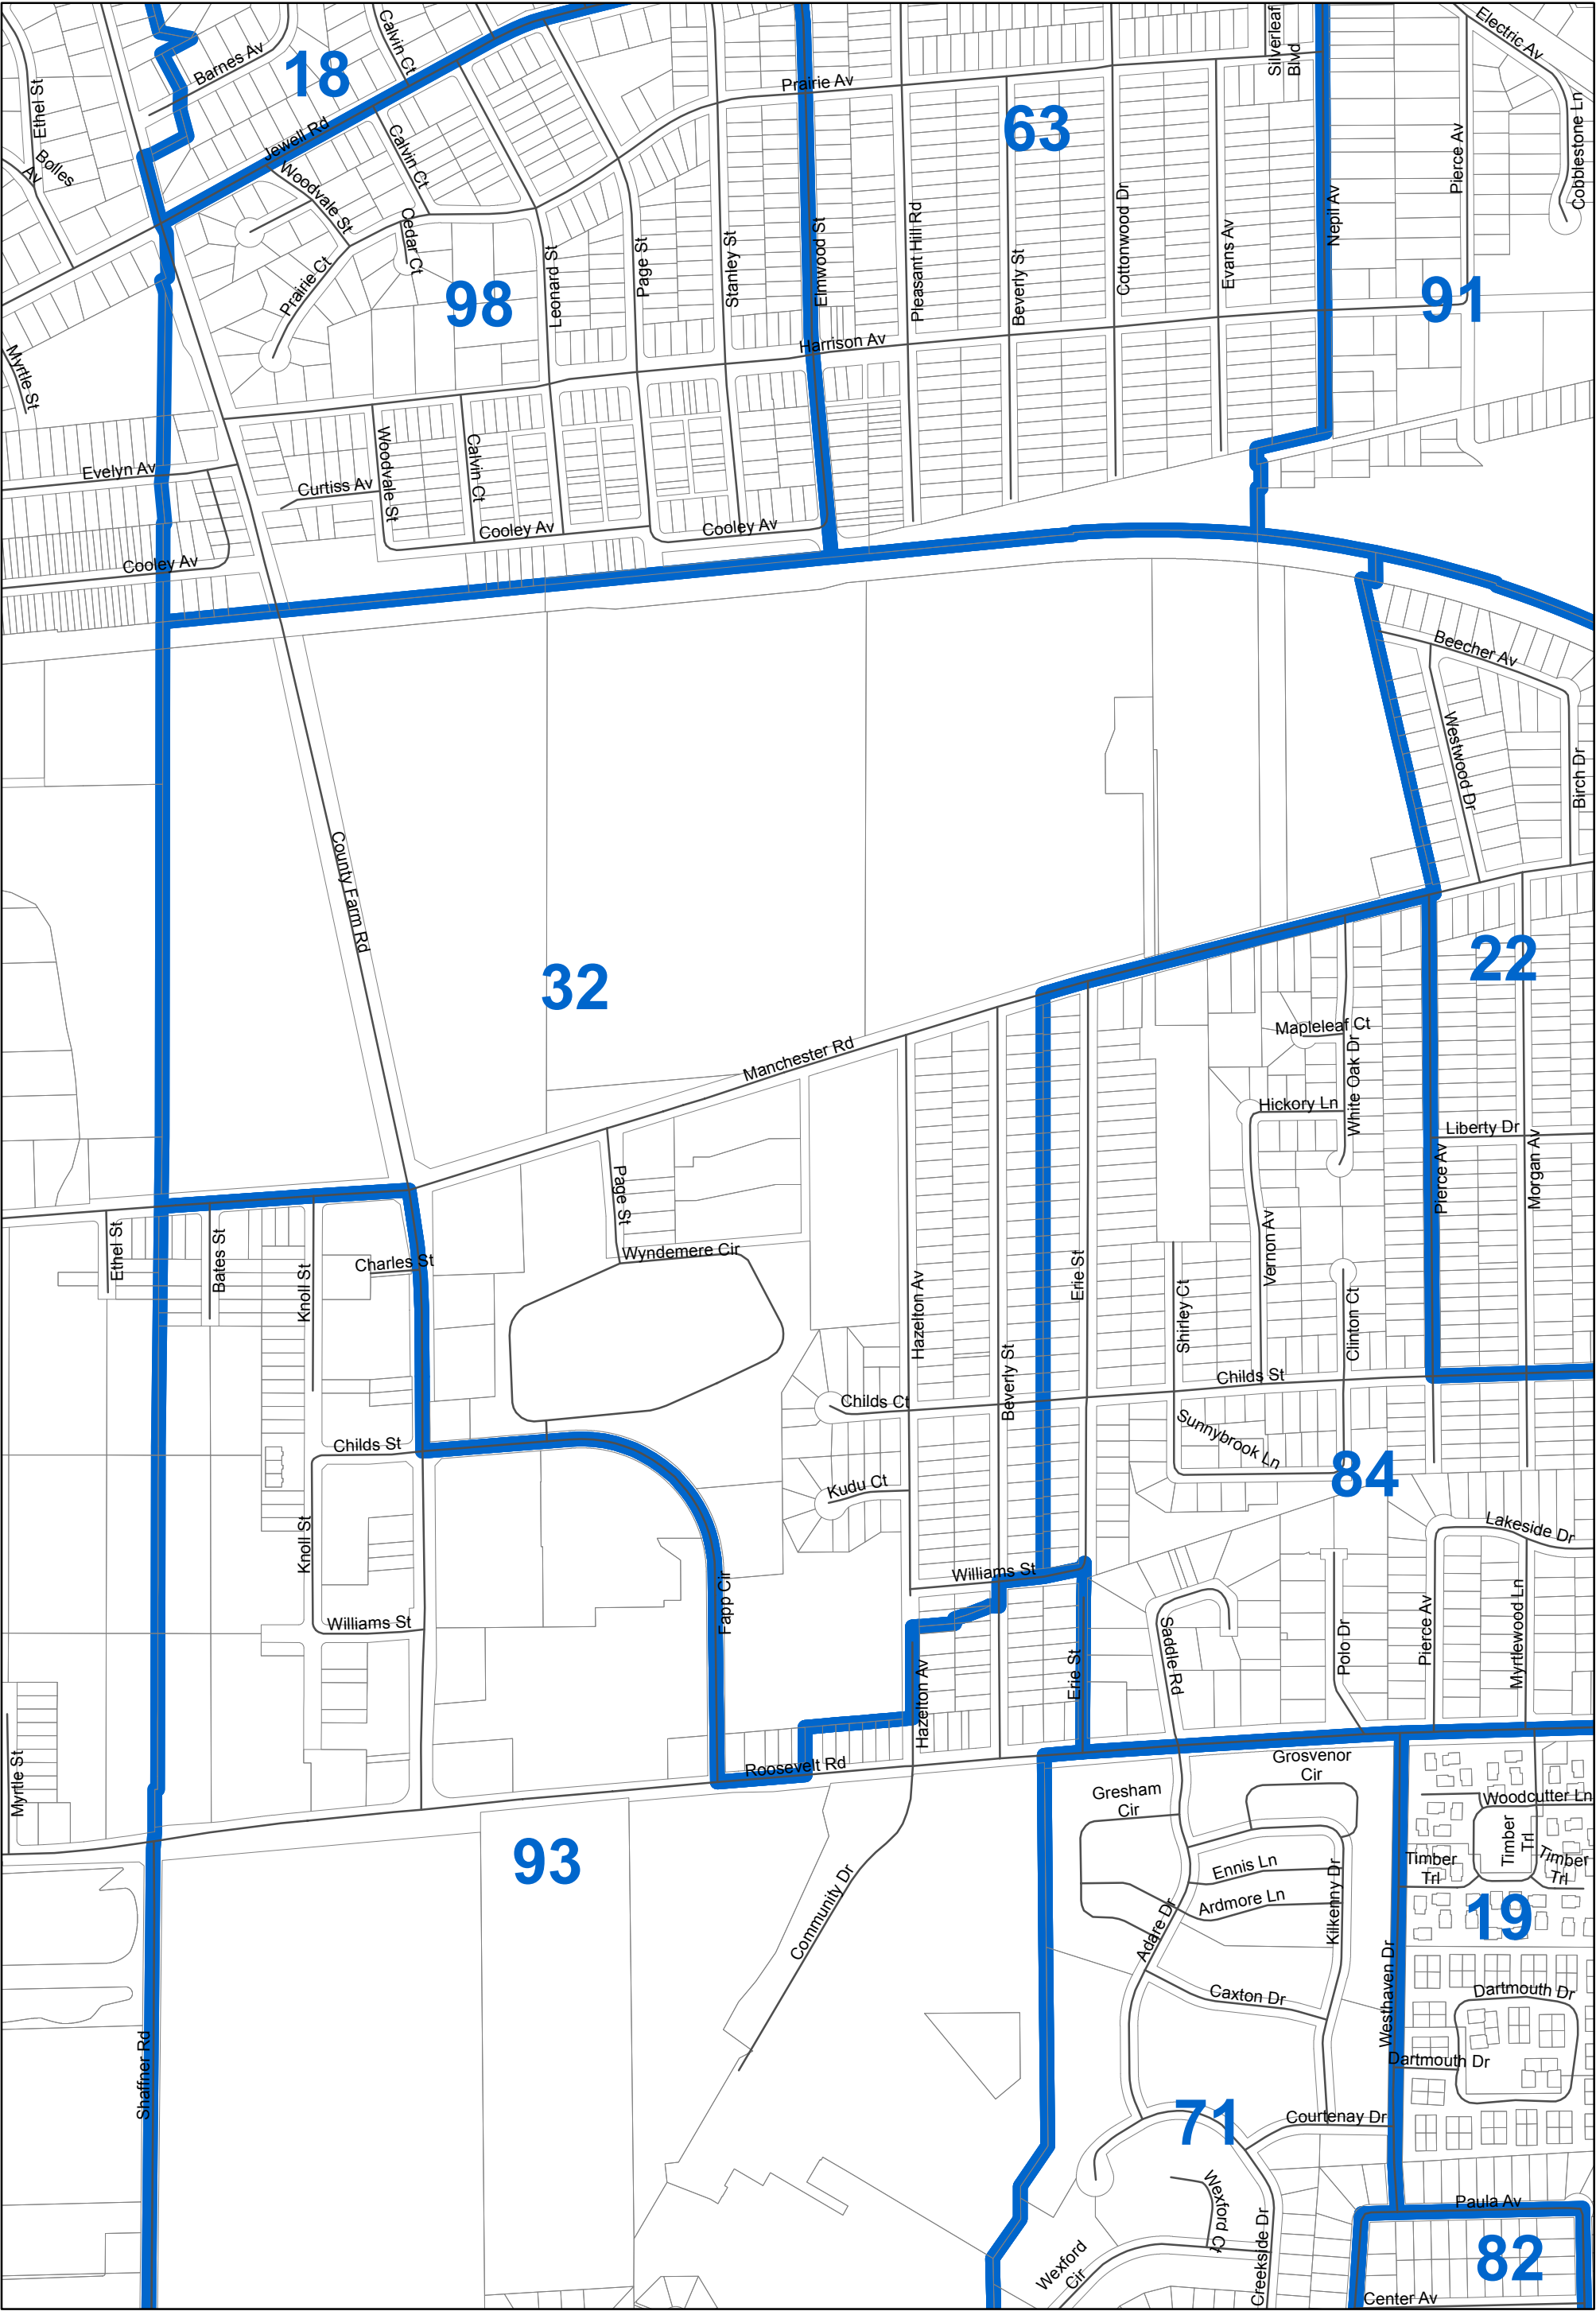 Electric Av
Silverleaf
Blvd
Calvin Ct
Barnes Av
18
Ethel St
Prairie Av
Cobblestone Ln
63
Pierce Av
Jewell Rd
Calvin Ct
Bolles
Av
Woodvale St
Cedar Ct
Nepil Av
Pleasant Hill Rd
Cottonwood Dr
Evans Av
Elmwood St
Stanley St
Page St
Leonard St
Beverly St
Prairie Ct
98
91
Harrison Av
Myrtle St
Evelyn Av
Woodvale St
Calvin Ct
Curtiss Av
Cooley Av
Cooley Av
Cooley Av
Beecher Av
Westwood Dr
Birch Dr
County Farm Rd
32
22
Mapleleaf Ct
White Oak Dr
Manchester Rd
Hickory Ln
Liberty Dr
Pierce Av
Morgan Av
Page St
Ethel St
Bates St
Knoll St
Charles St
Wyndemere Cir
Vernon Av
Erie St
Hazelton Av
Shirley Ct
Clinton Ct
Beverly St
Childs St
Childs Ct
Sunnybrook Ln
Childs St
84
Kudu Ct
Knoll St
Lakeside Dr
Williams St
Fapp Cir
Williams St
Saddle Rd
Polo Dr
Pierce Av
Myrtlewood Ln
Erie St
Hazelton Av
Myrtle St
Roosevelt Rd
Grosvenor
Cir
Gresham
Cir
Woodcutter Ln
Timber
Trl
Timber
Trl
Timber
Trl
93
Ennis Ln
Ardmore Ln
Kilkenny Dr
Community Dr
Adare Dr
19
Westhaven Dr
Caxton Dr
Dartmouth Dr
Dartmouth Dr
Shaffner Rd
71
Courtenay Dr
Wexford Ct
Paula Av
Creekside Dr
Wexford
Cir
82
Center Av